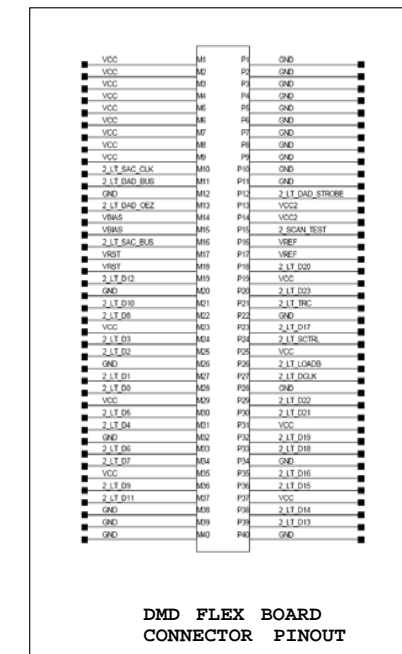 VCC M1 P1 GND
VCC M2 P2 GND
VCC M3 P3 GND
VCC M4 P4 GND
VCC M5 P5 GND
VCC M6 P6 GND
VCC M7 P7 GND
VCC M8 P8 GND
VCC M9 P9 GND
2_LT_SAC_CLK M10 P10 GND
2_LT_DAD_BUS M11 P11 GND
GND M12 P12 2_LT_DAD_STROBE
2_LT_DAD_OEZ M13 P13 VCC2
VBIAS M14 P14 VCC2
VBIAS M15 P15 2_SCAN_TEST
2_LT_SAC_BUS M16 P16 VREF
VRST M17 P17 VREF
VRST M18 P18 2_LT_D20
2_LT_D12 M19 P19 VCC
GND M20 P20 2_LT_D23
2_LT_D10 M21 P21 2_LT_TRC
2_LT_D8 M22 P22 GND
VCC M23 P23 2_LT_D17
2_LT_D3 M24 P24 2_LT_SCTRL
2_LT_D2 M25 P25 VCC
GND M26 P26 2_LT_LOADB
2_LT_D1 M27 P27 2_LT_DCLK
2_LT_D0 M28 P28 GND
VCC M29 P29 2_LT_D22
2_LT_D5 M30 P30 2_LT_D21
2_LT_D4 M31 P31 VCC
GND M32 P32 2_LT_D19
2_LT_D6 M33 P33 2_LT_D18
2_LT_D7 M34 P34 GND
VCC M35 P35 2_LT_D16
2_LT_D9 M36 P36 2_LT_D15
2_LT_D11 M37 P37 VCC
GND M38 P38 2_LT_D14
GND M39 P39 2_LT_D13
GND M40 P40 GND
DMD FLEX BOARD
CONNECTOR PINOUT